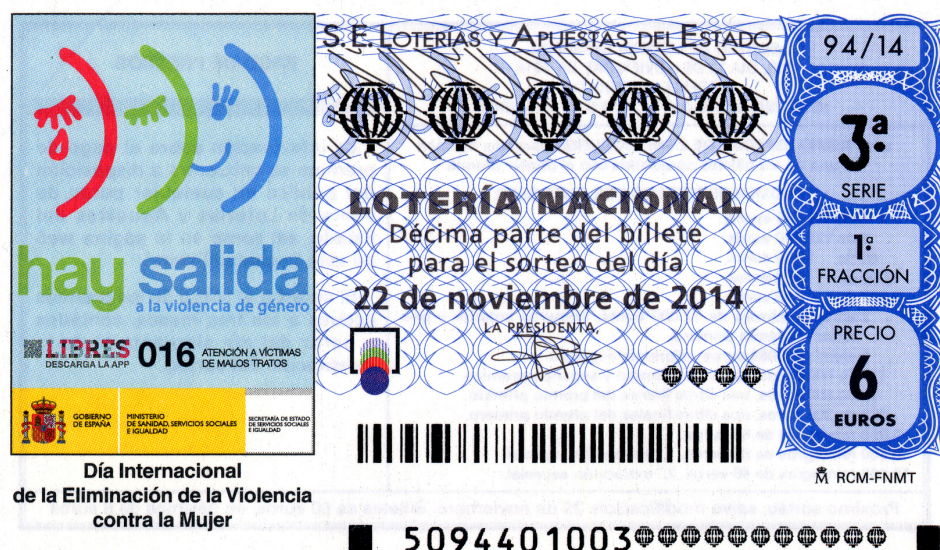 hay salida
a la violencia de género
LIBRES
DESCARGA LA APP
016
ATENCIÓN A VÍCTIMAS
DE MALOS TRATOS
GOBIERNO
DE ESPAÑA
MINISTERIO
DE SANIDAD, SERVICIOS SOCIALES
E IGUALDAD
SECRETARÍA DE ESTADO
DE SERVICIOS SOCIALES
E IGUALDAD
Día Internacional
de la Eliminación de la Violencia
contra la Mujer
S. E. LOTERÍAS Y APUESTAS DEL ESTADO
LOTERÍA NACIONAL
Décima parte del billete
para el sorteo del día
22 de noviembre de 2014
LA PRESIDENTA,
94/14
3ª
SERIE
1ª
FRACCIÓN
PRECIO
6
EUROS
RCM-FNMT
5094401003